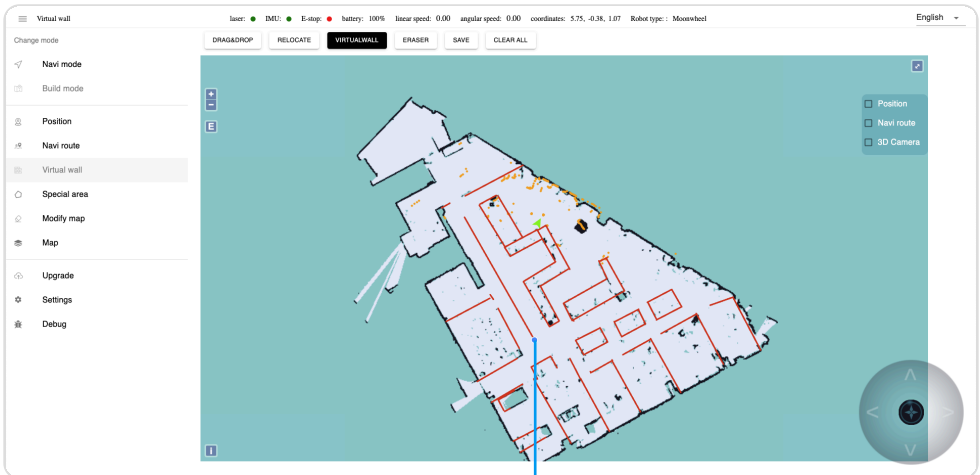 Virtual wall laser: IMU: E-stop: battery: 100% linear speed: 0.00 angular speed: 0.00 coordinates: 5.75, -0.38, 1.07 Robot type: : Moonwheel English
Change mode
DRAG&DROP RELOCATE VIRTUALWALL ERASER SAVE CLEAR ALL
Navi mode
Build mode
Position
Navi route
Virtual wall
Special area
Modify map
Map
Upgrade
Settings
Debug
+
−
E
Position
Navi route
3D Camera
i